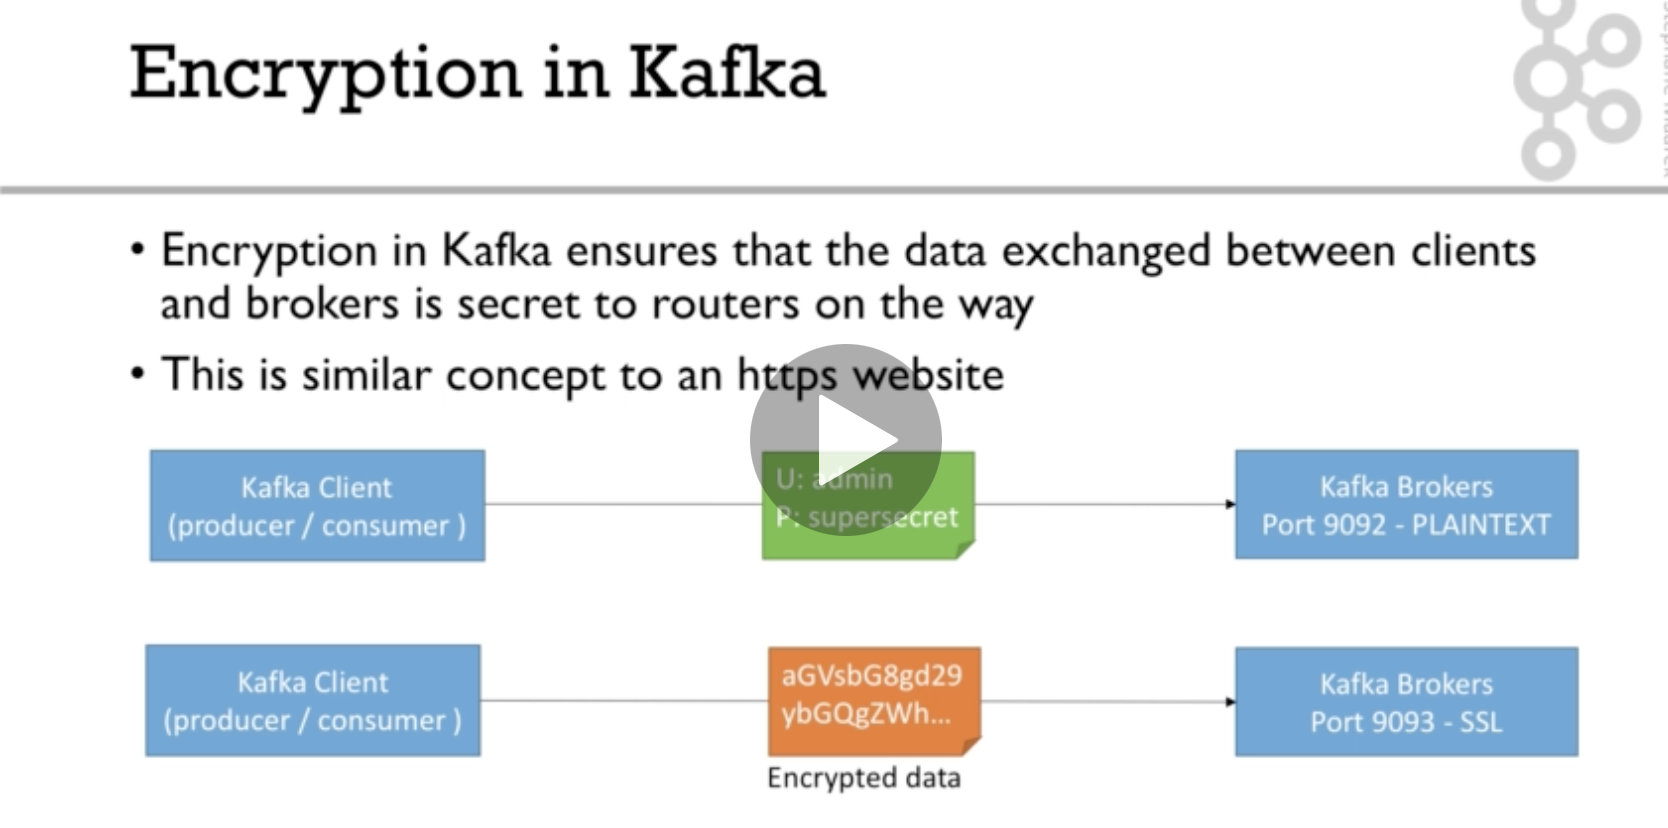 Encryption in Kafka
• Encryption in Kafka ensures that the data exchanged between clients
and brokers is secret to routers on the way
• This is similar concept to an https website
Kafka Client
(producer / consumer )
U: admin
P: supersecret
Kafka Brokers
Port 9092 - PLAINTEXT
Kafka Client
(producer / consumer )
aGVsbG8gd29
ybGQgZWh...
Encrypted data
Kafka Brokers
Port 9093 - SSL